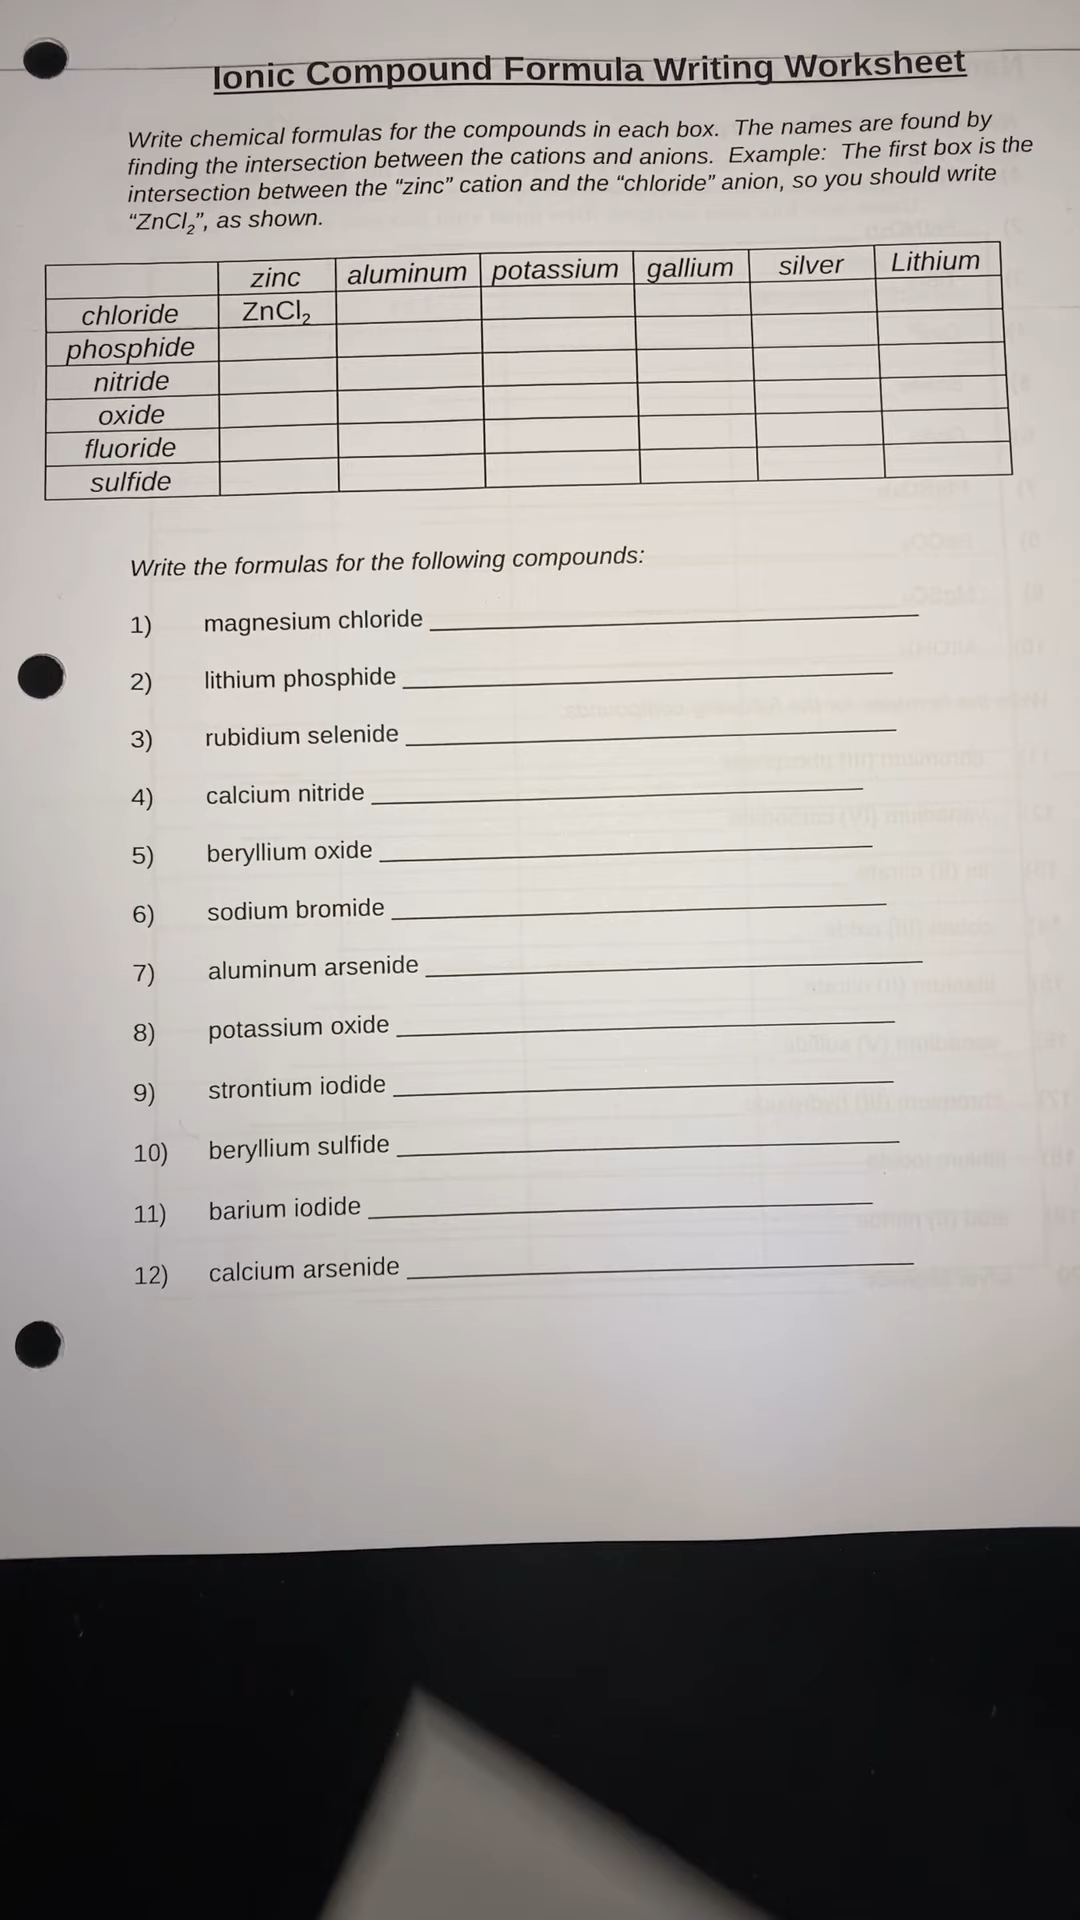 Ionic Compound Formula Writing Worksheet
Write chemical formulas for the compounds in each box. The names are found by
finding the intersection between the cations and anions. Example: The first box is the
intersection between the “zinc” cation and the “chloride” anion, so you should write
“ZnCl₂”, as shown.
zinc aluminum potassium gallium silver Lithium
chloride ZnCl₂
phosphide
nitride
oxide
fluoride
sulfide
Write the formulas for the following compounds:
1) magnesium chloride
2) lithium phosphide
3) rubidium selenide
4) calcium nitride
5) beryllium oxide
6) sodium bromide
7) aluminum arsenide
8) potassium oxide
9) strontium iodide
10) beryllium sulfide
11) barium iodide
12) calcium arsenide